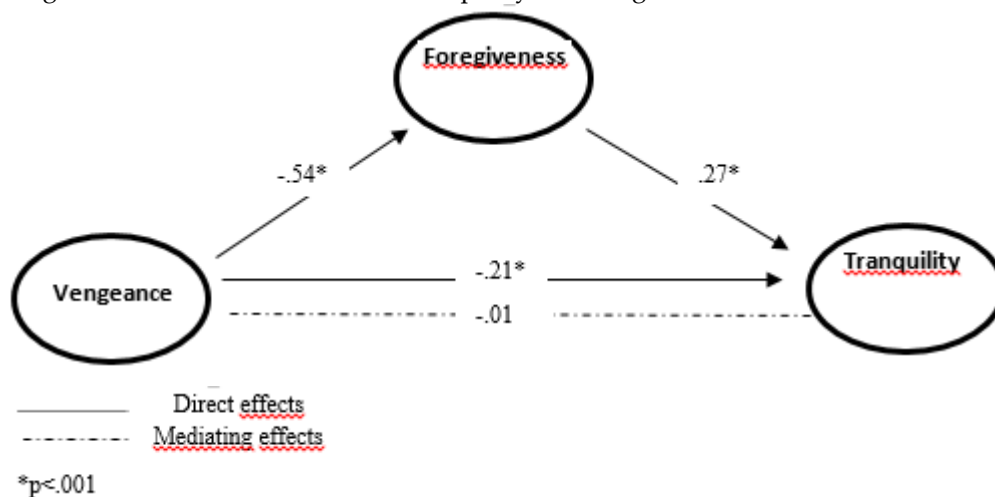 Foregiveness
-.54*
.27*
Vengeance
-.21*
-.01
Tranquility
Direct effects
Mediating effects
*p<.001